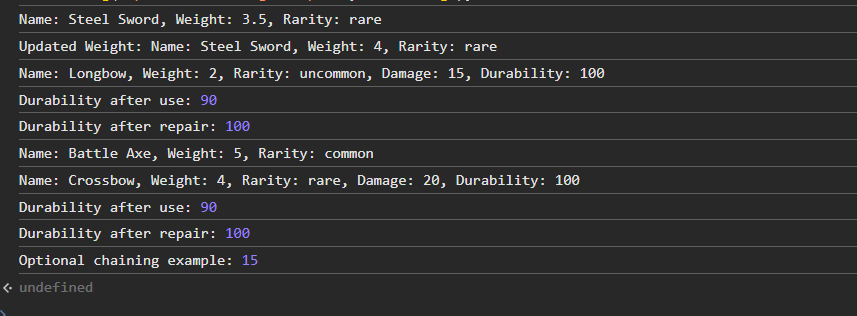 Name: Steel Sword, Weight: 3.5, Rarity: rare
Updated Weight: Name: Steel Sword, Weight: 4, Rarity: rare
Name: Longbow, Weight: 2, Rarity: uncommon, Damage: 15, Durability: 100
Durability after use: 90
Durability after repair: 100
Name: Battle Axe, Weight: 5, Rarity: common
Name: Crossbow, Weight: 4, Rarity: rare, Damage: 20, Durability: 100
Durability after use: 90
Durability after repair: 100
Optional chaining example: 15
undefined